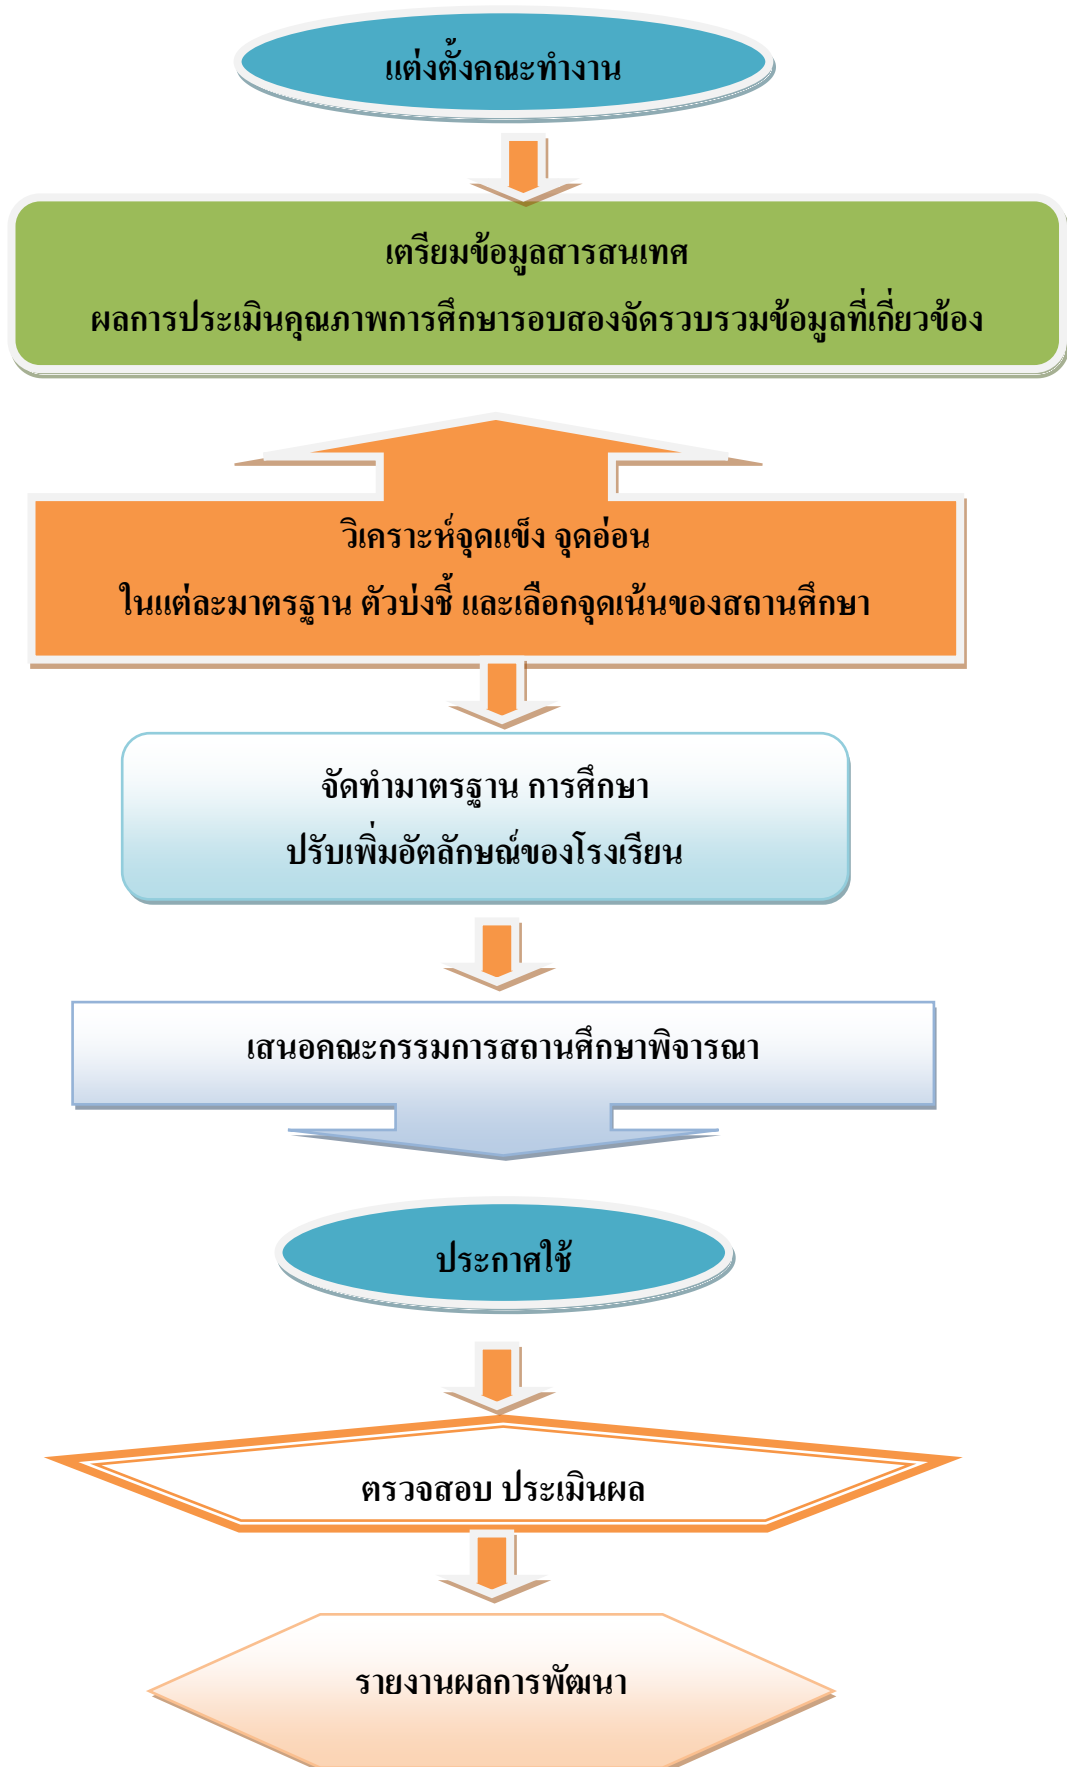 แต่งตั้งคณะทำงาน
เตรียมข้อมูลสารสนเทศ
ผลการประเมินคุณภาพการศึกษารอบสองจัดรวบรวมข้อมูลที่เกี่ยวข้อง
วิเคราะห์จุดแข็ง จุดอ่อน
ในแต่ละมาตรฐาน ตัวบ่งชี้ และเลือกจุดเน้นของสถานศึกษา
จัดทำมาตรฐาน การศึกษา
ปรับเพิ่มอัตลักษณ์ของโรงเรียน
เสนอคณะกรรมการสถานศึกษาพิจารณา
ประกาศใช้
ตรวจสอบ ประเมินผล
รายงานผลการพัฒนา